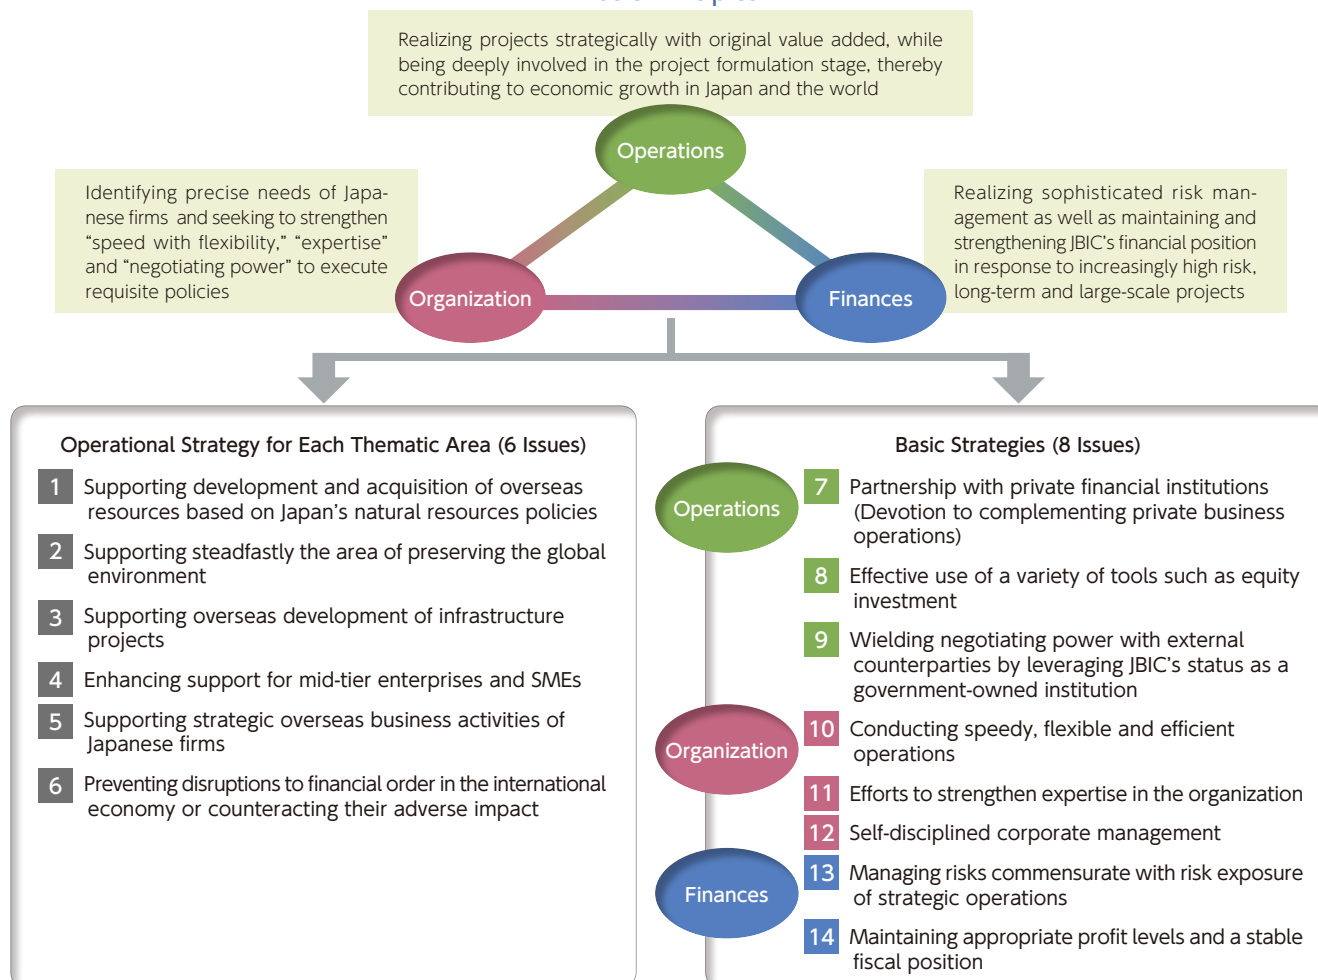 Realizing projects strategically with original value added, while
being deeply involved in the project formulation stage, thereby
contributing to economic growth in Japan and the world
Operations
Identifying precise needs of Japa-
nese firms and seeking to strengthen
“speed with flexibility,” “expertise”
and “negotiating power” to execute
requisite policies
Realizing sophisticated risk man-
agement as well as maintaining and
strengthening JBIC’s financial position
in response to increasingly high risk,
long-term and large-scale projects
Organization
Finances
Operational Strategy for Each Thematic Area (6 Issues)
1 Supporting development and acquisition of overseas
resources based on Japan’s natural resources policies
2 Supporting steadfastly the area of preserving the global
environment
3 Supporting overseas development of infrastructure
projects
4 Enhancing support for mid-tier enterprises and SMEs
5 Supporting strategic overseas business activities of
Japanese firms
6 Preventing disruptions to financial order in the international
economy or counteracting their adverse impact
Basic Strategies (8 Issues)
Operations
7 Partnership with private financial institutions
(Devotion to complementing private business
operations)
8 Effective use of a variety of tools such as equity
investment
9 Wielding negotiating power with external
counterparties by leveraging JBIC’s status as a
government-owned institution
Organization
10 Conducting speedy, flexible and efficient
operations
11 Efforts to strengthen expertise in the organization
12 Self-disciplined corporate management
Finances
13 Managing risks commensurate with risk exposure
of strategic operations
14 Maintaining appropriate profit levels and a stable
fiscal position